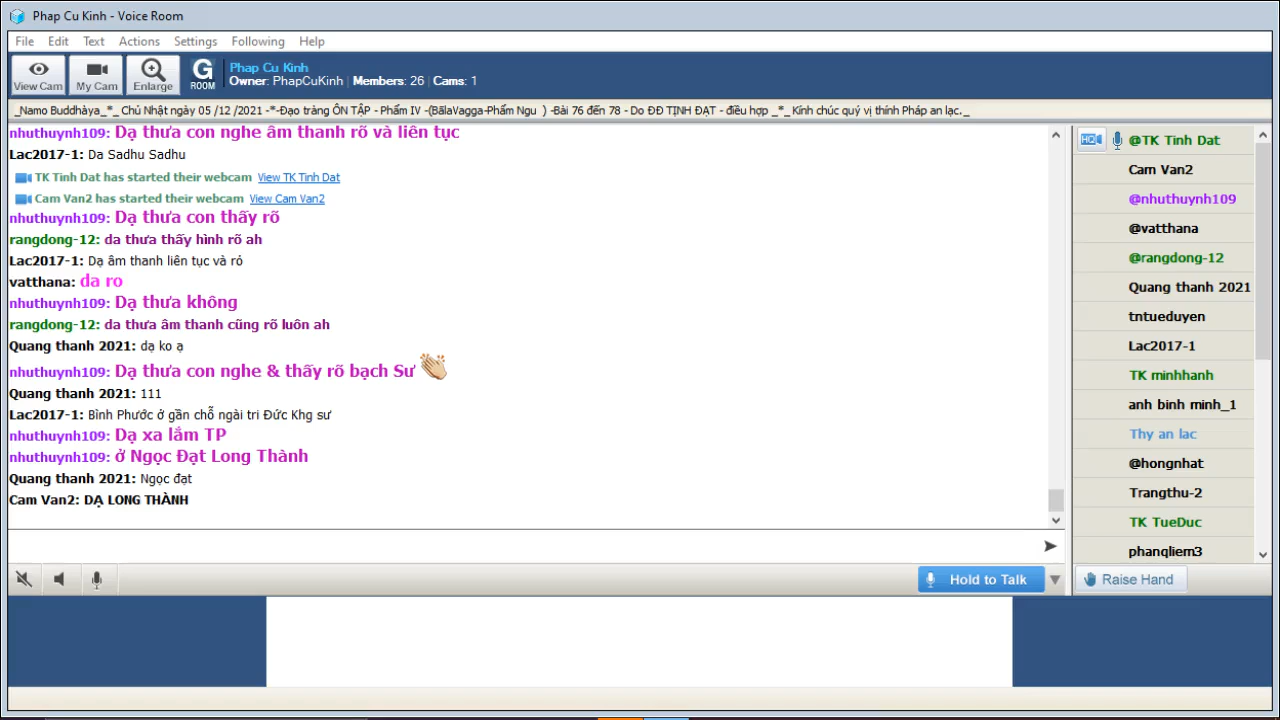 Phap Cu Kinh - Voice Room
File Edit Text Actions Settings Following Help
View Cam My Cam Enlarge G ROOM
Phap Cu Kinh
Owner: PhapCuKinh | Members: 26 | Cams: 1
_Namo Buddhàya_*_ Chủ Nhật ngày 05 /12 /2021 -*-Đạo tràng ÔN TẬP - Phẩm IV -(BālaVagga-Phẩm Ngu ) -Bài 76 đến 78 - Do ĐĐ TỊNH ĐẠT - điều hợp _*_ Kính chúc quý vị thính Pháp an lạc._
nhuthuynh109: Dạ thưa con nghe âm thanh rõ và liên tục
Lac2017-1: Da Sadhu Sadhu
TK Tinh Dat has started their webcam View TK Tinh Dat
Cam Van2 has started their webcam View Cam Van2
nhuthuynh109: Dạ thưa con thấy rõ
rangdong-12: da thưa thấy hình rõ ah
Lac2017-1: Dạ âm thanh liên tục và rỏ
vatthana: da ro
nhuthuynh109: Dạ thưa không
rangdong-12: da thưa âm thanh cũng rõ luôn ah
Quang thanh 2021: dạ ko ạ
nhuthuynh109: Dạ thưa con nghe & thấy rõ bạch Sư
Quang thanh 2021: 111
Lac2017-1: Bình Phước ở gần chỗ ngài tri Đức Khg sư
nhuthuynh109: Dạ xa lắm TP
nhuthuynh109: ở Ngọc Đạt Long Thành
Quang thanh 2021: Ngọc đạt
Cam Van2: DẠ LONG THÀNH
HQ @TK Tinh Dat
Cam Van2
@nhuthuynh109
@vatthana
@rangdong-12
Quang thanh 2021
tntueduyen
Lac2017-1
TK minhhanh
anh binh minh_1
Thy an lac
@hongnhat
Trangthu-2
TK TueDuc
phanqliem3
Hold to Talk
Raise Hand